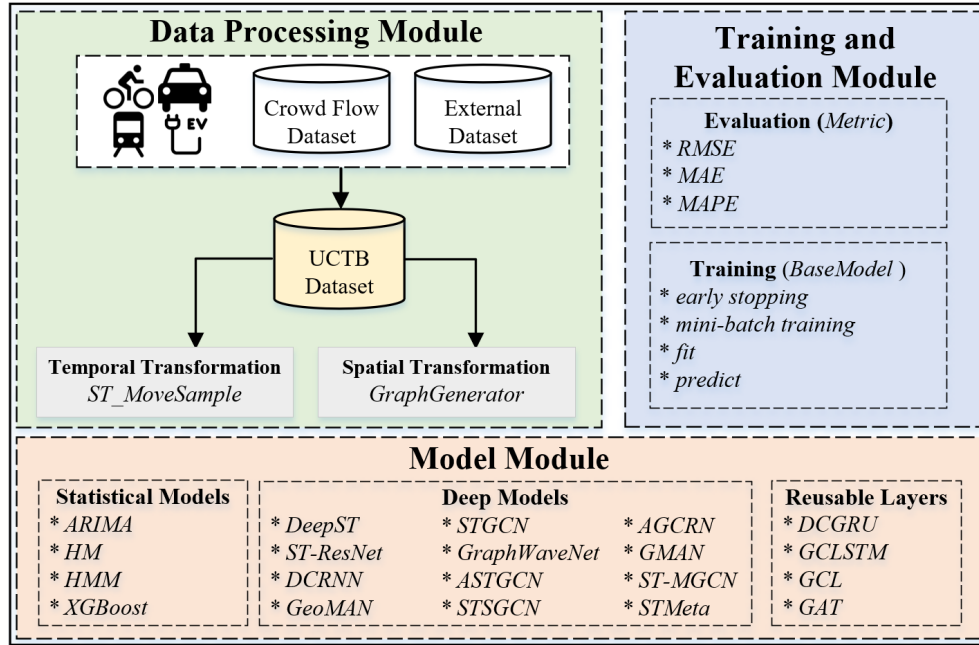 Data Processing Module
EV
Crowd Flow
Dataset
External
Dataset
UCTB
Dataset
Temporal Transformation
ST_MoveSample
Spatial Transformation
GraphGenerator
Training and
Evaluation Module
Evaluation (Metric)
* RMSE
* MAE
* MAPE
Training (BaseModel )
* early stopping
* mini-batch training
* fit
* predict
Model Module
Statistical Models
* ARIMA
* HM
* HMM
* XGBoost
Deep Models
* DeepST
* ST-ResNet
* DCRNN
* GeoMAN
* STGCN
* GraphWaveNet
* ASTGCN
* STSGCN
* AGCRN
* GMAN
* ST-MGCN
* STMeta
Reusable Layers
* DCGRU
* GCLSTM
* GCL
* GAT